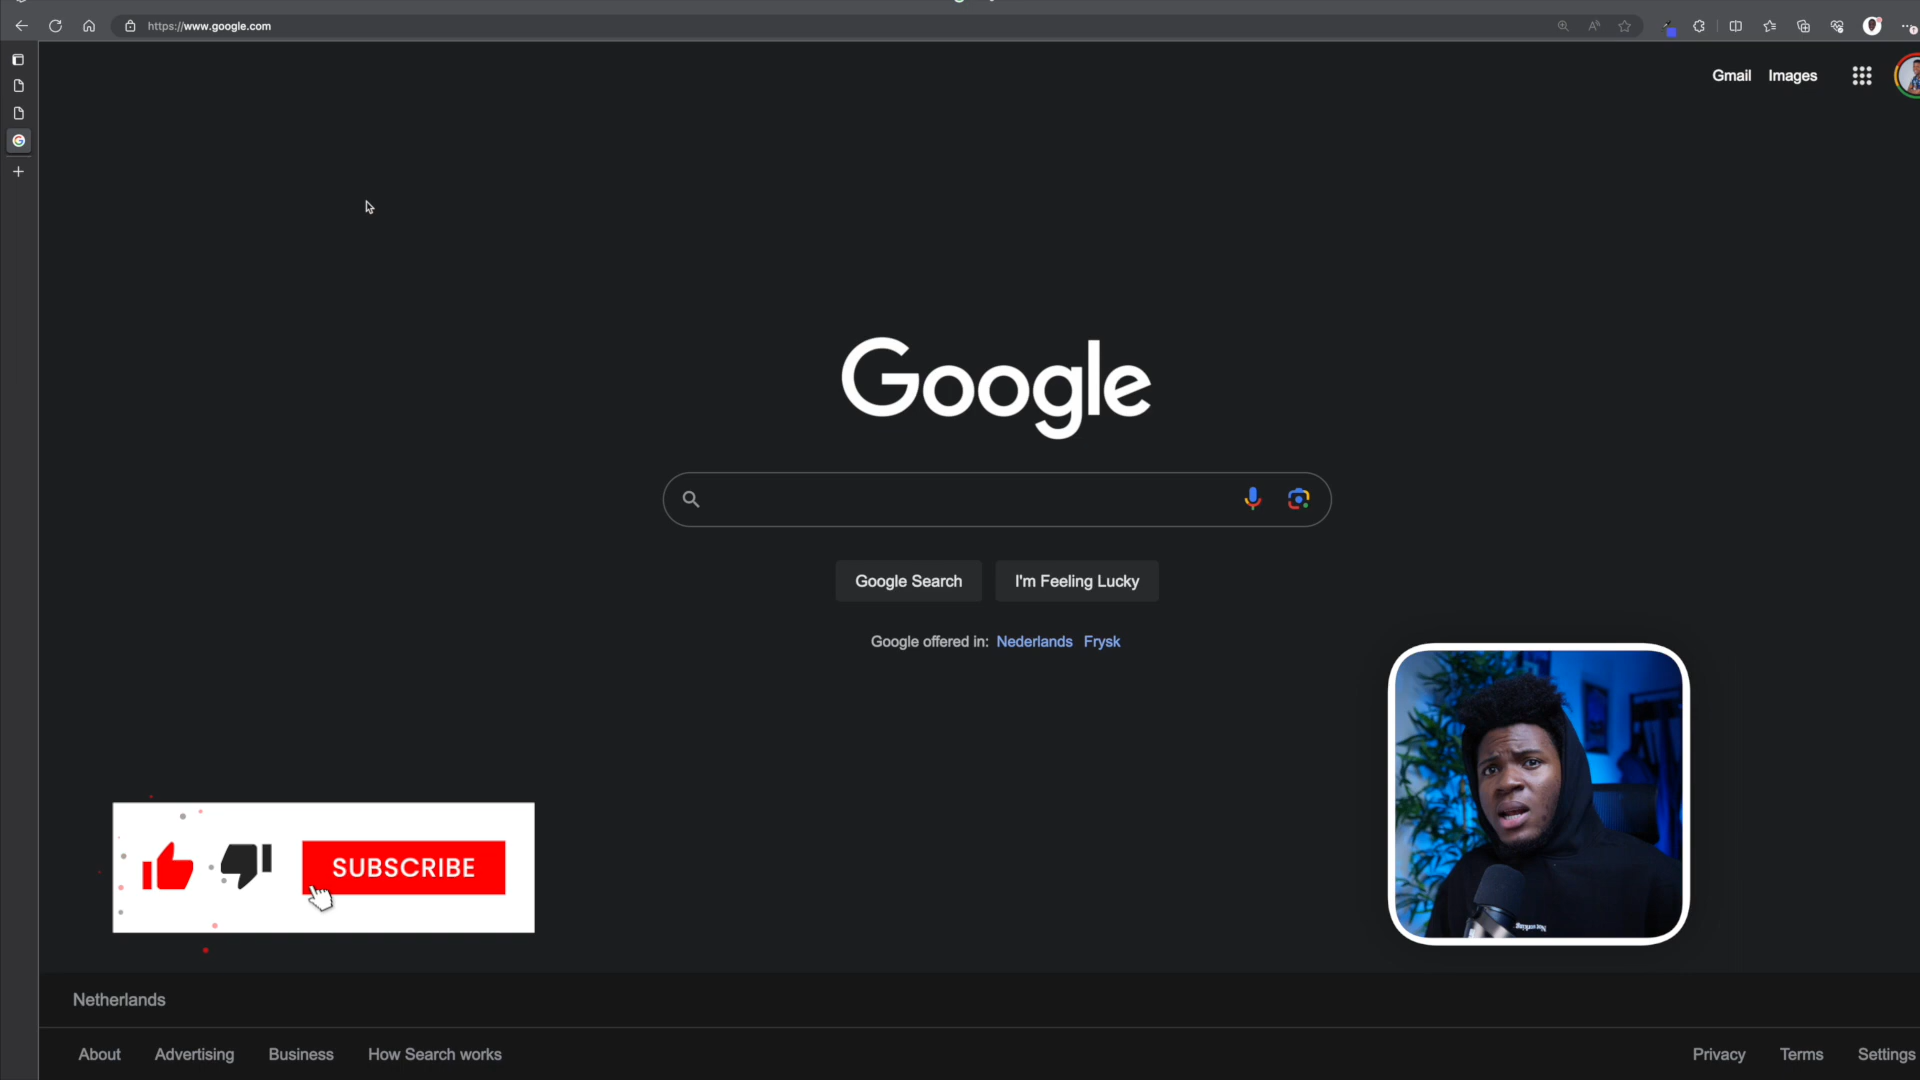 https://www.google.com
Gmail Images
Google
Google Search I'm Feeling Lucky
Google offered in: Nederlands Frysk
SUBSCRIBE
Netherlands
About Advertising Business How Search works
Privacy Terms Settings